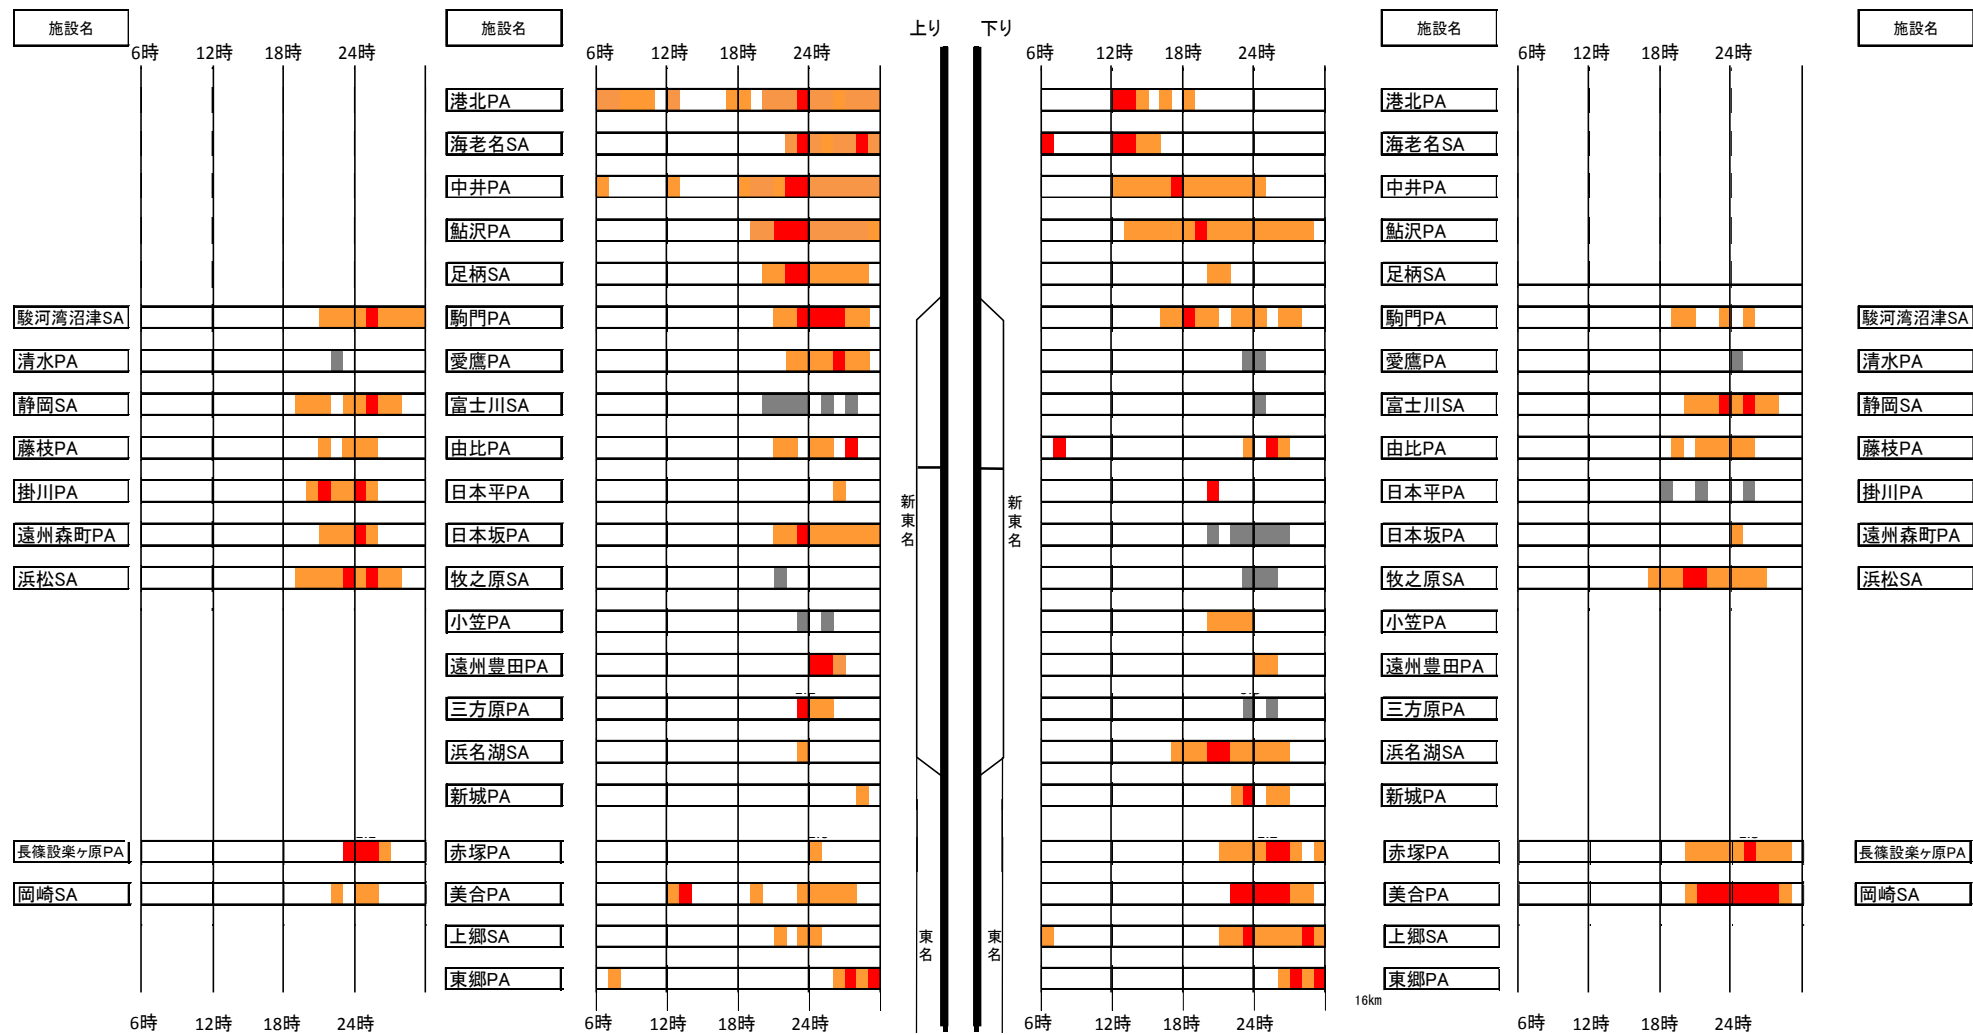 施設名 施設名 上り 下り 施設名 施設名
6時 12時 18時 24時 6時 12時 18時 24時 6時 12時 18時 24時 6時 12時 18時 24時
港北PA 港北PA
海老名SA 海老名SA
中井PA 中井PA
鮎沢PA 鮎沢PA
足柄SA 足柄SA
駿河湾沼津SA 駒門PA 駒門PA 駿河湾沼津SA
清水PA 愛鷹PA 愛鷹PA 清水PA
静岡SA 富士川SA 富士川SA 静岡SA
藤枝PA 由比PA 由比PA 藤枝PA
掛川PA 日本平PA 新東名 新東名 日本平PA 掛川PA
遠州森町PA 日本坂PA 日本坂PA 遠州森町PA
浜松SA 牧之原SA 牧之原SA 浜松SA
小笠PA 小笠PA
遠州豊田PA 遠州豊田PA
三方原PA 三方原PA
浜名湖SA 浜名湖SA
新城PA 新城PA
長篠設楽ヶ原PA 赤塚PA 赤塚PA 長篠設楽ヶ原PA
岡崎SA 美合PA 美合PA 岡崎SA
上郷SA 東名 東名 上郷SA
東郷PA 東郷PA
16km
6時 12時 18時 24時 6時 12時 18時 24時 6時 12時 18時 24時 6時 12時 18時 24時